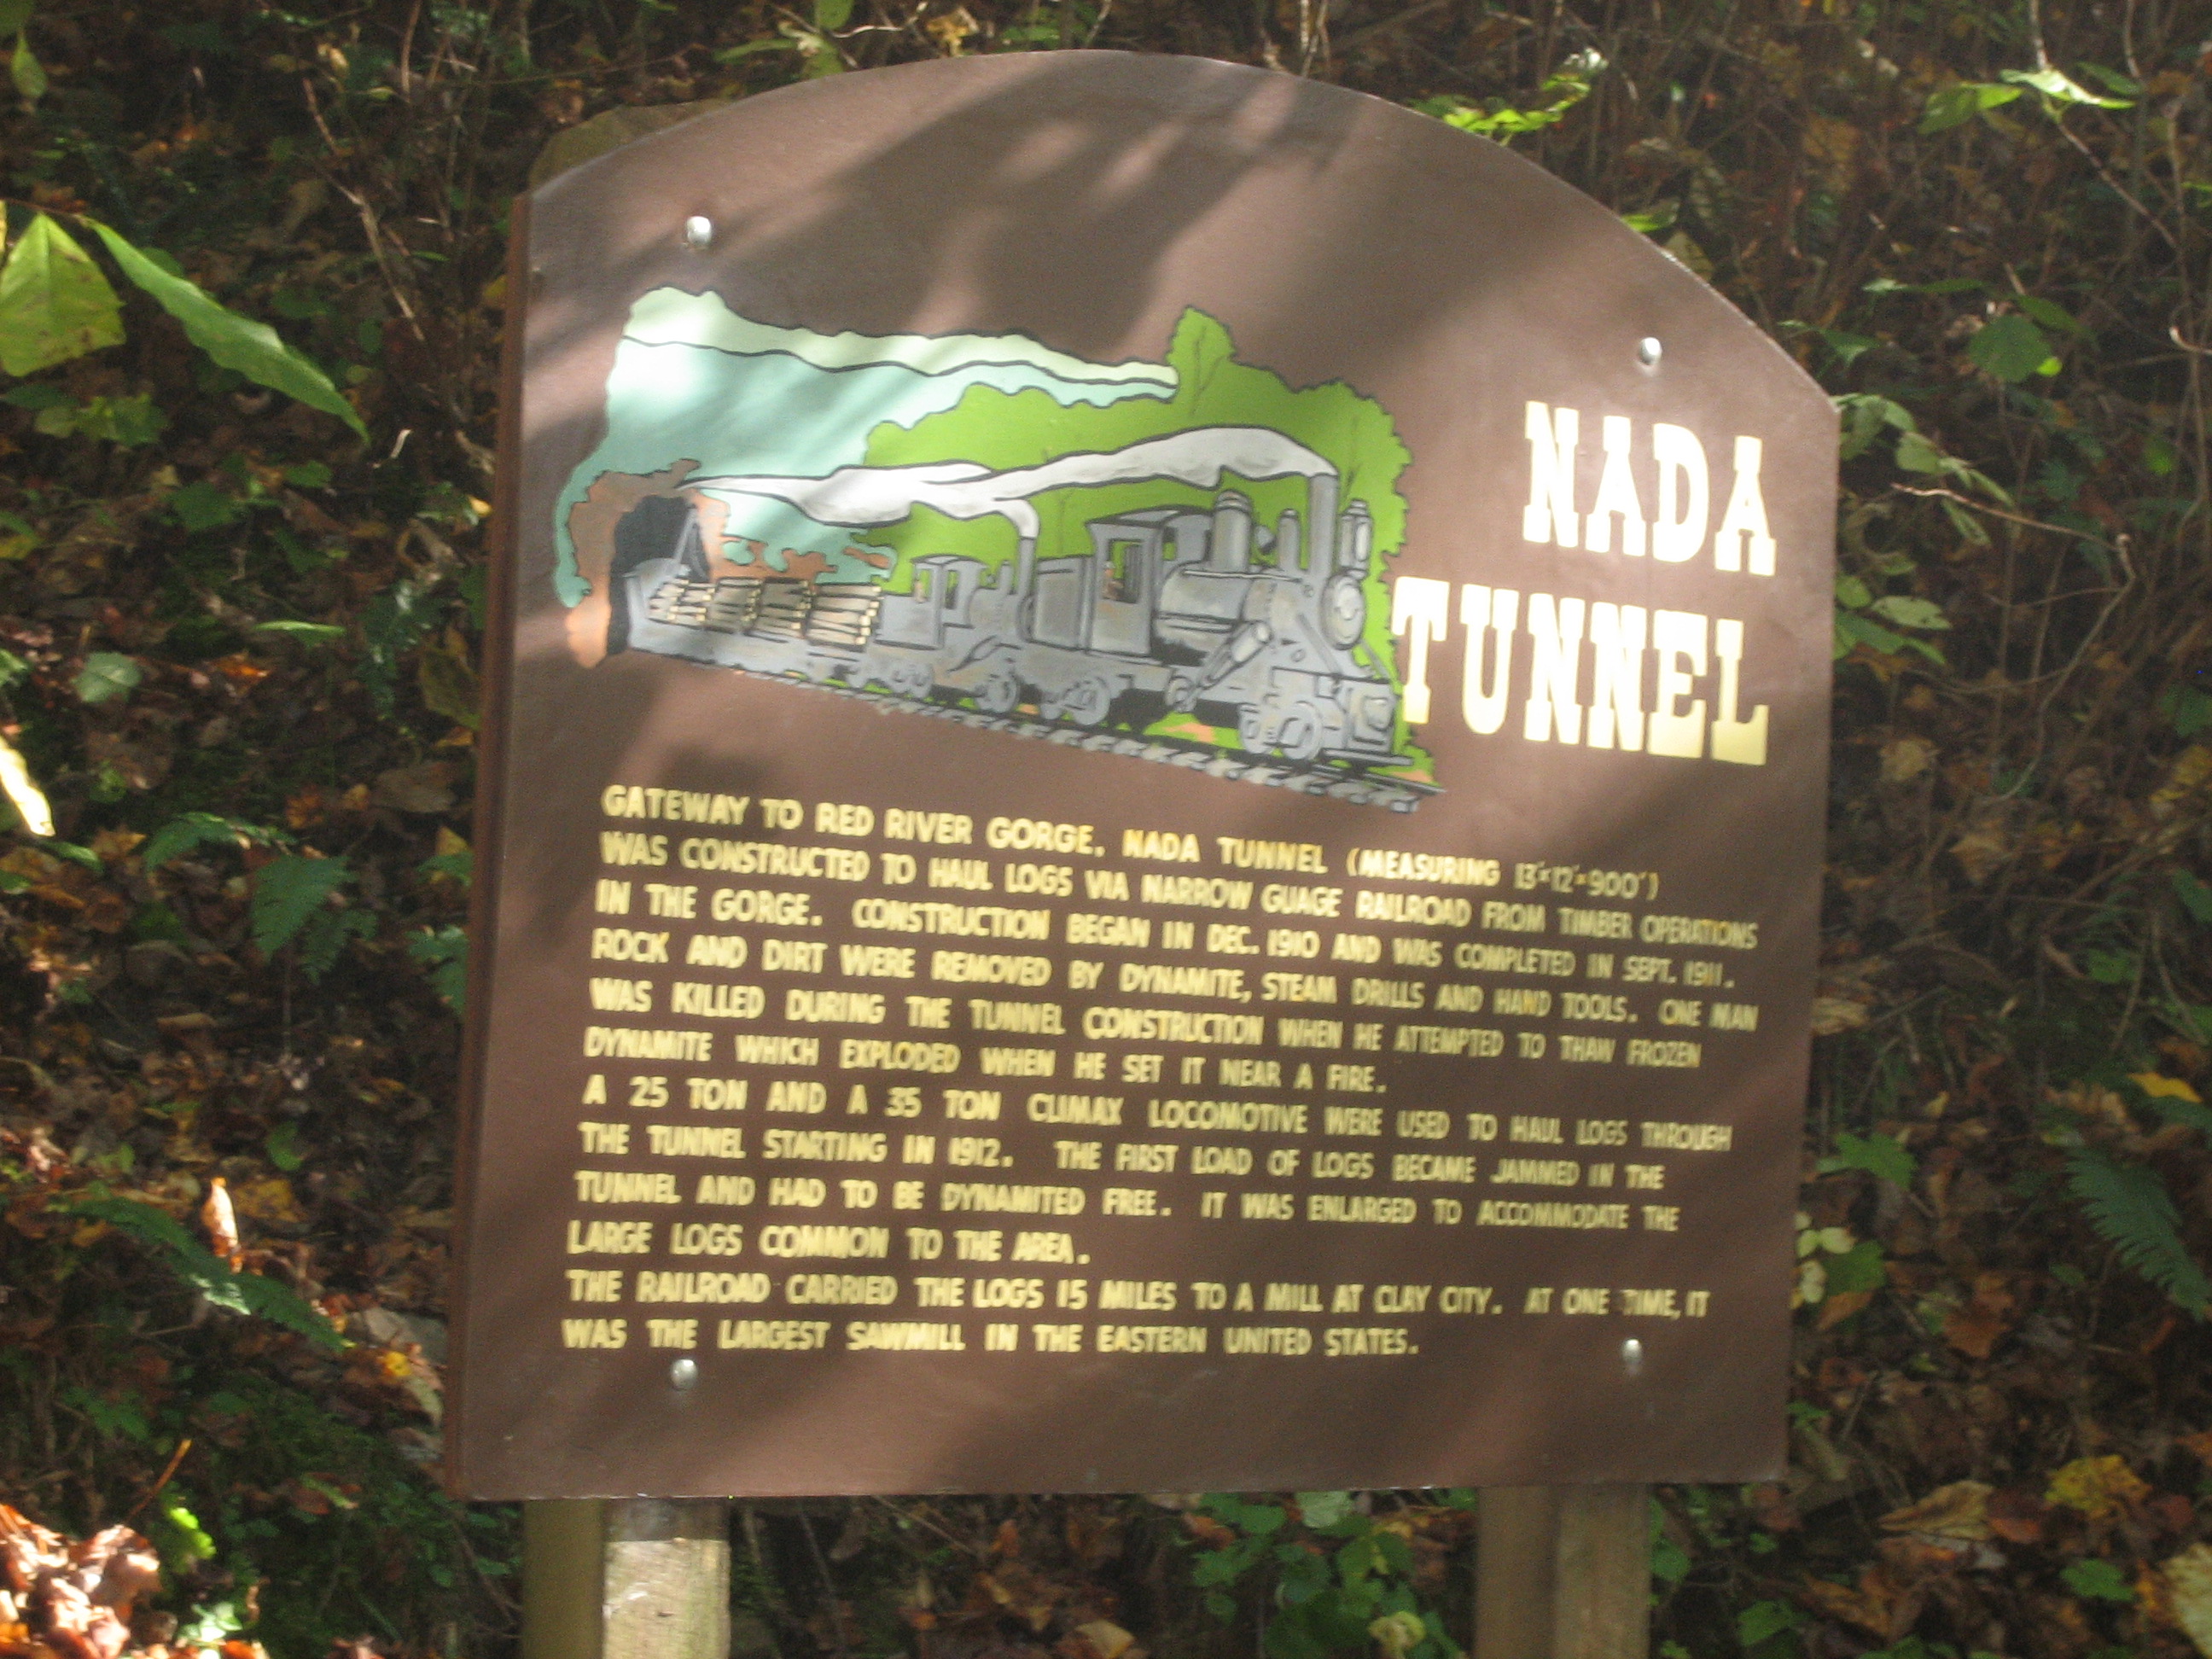 NADA
TUNNEL
GATEWAY TO RED RIVER GORGE. NADA TUNNEL (MEASURING 13'x12'x900')
WAS CONSTRUCTED TO HAUL LOGS VIA NARROW GUAGE RAILROAD FROM TIMBER OPERATIONS
IN THE GORGE. CONSTRUCTION BEGAN IN DEC. 1910 AND WAS COMPLETED IN SEPT. 1911.
ROCK AND DIRT WERE REMOVED BY DYNAMITE, STEAM DRILLS AND HAND TOOLS. ONE MAN
WAS KILLED DURING THE TUNNEL CONSTRUCTION WHEN HE ATTEMPTED TO THAW FROZEN
DYNAMITE WHICH EXPLODED WHEN HE SET IT NEAR A FIRE.
A 25 TON AND A 35 TON CLIMAX LOCOMOTIVE WERE USED TO HAUL LOGS THROUGH
THE TUNNEL STARTING IN 1912. THE FIRST LOAD OF LOGS BECAME JAMMED IN THE
TUNNEL AND HAD TO BE DYNAMITED FREE. IT WAS ENLARGED TO ACCOMMODATE THE
LARGE LOGS COMMON TO THE AREA.
THE RAILROAD CARRIED THE LOGS 15 MILES TO A MILL AT CLAY CITY. AT ONE TIME, IT
WAS THE LARGEST SAWMILL IN THE EASTERN UNITED STATES.